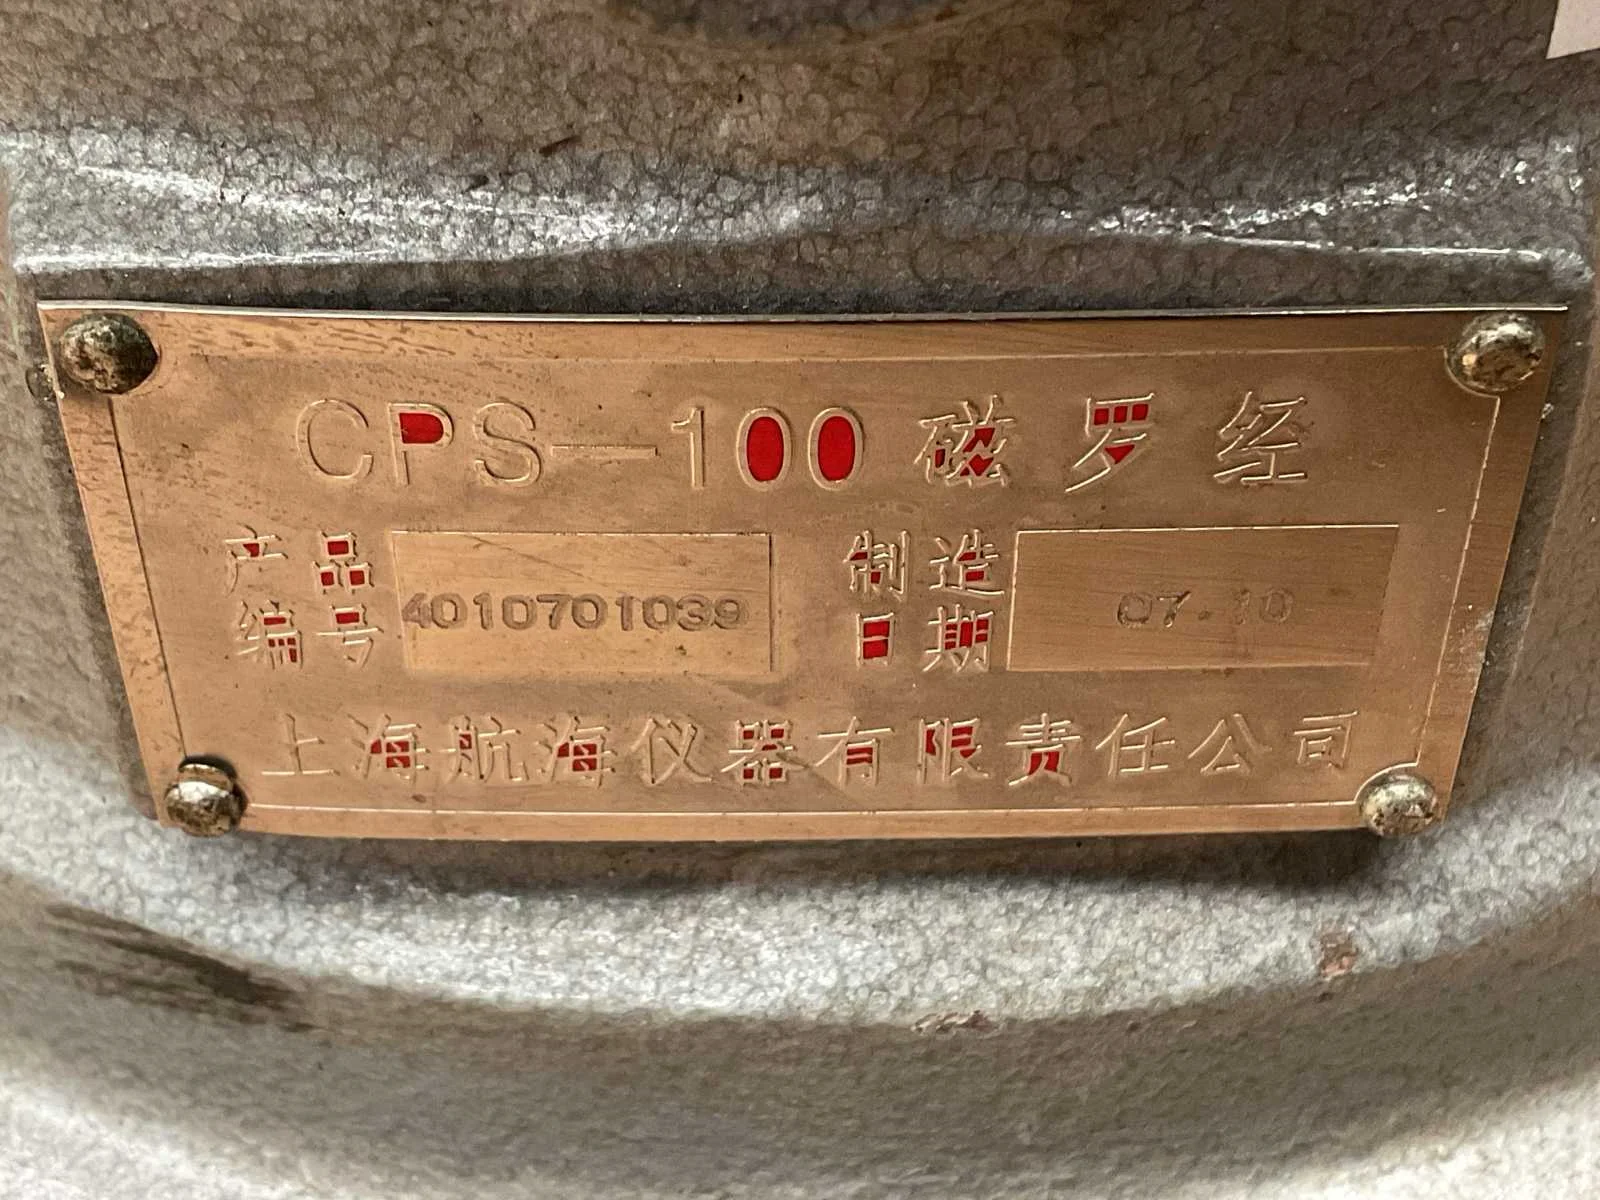 CPS—100 磁罗经
产品编号 4010701039 制造日期 07.10
上海航海仪器有限责任公司